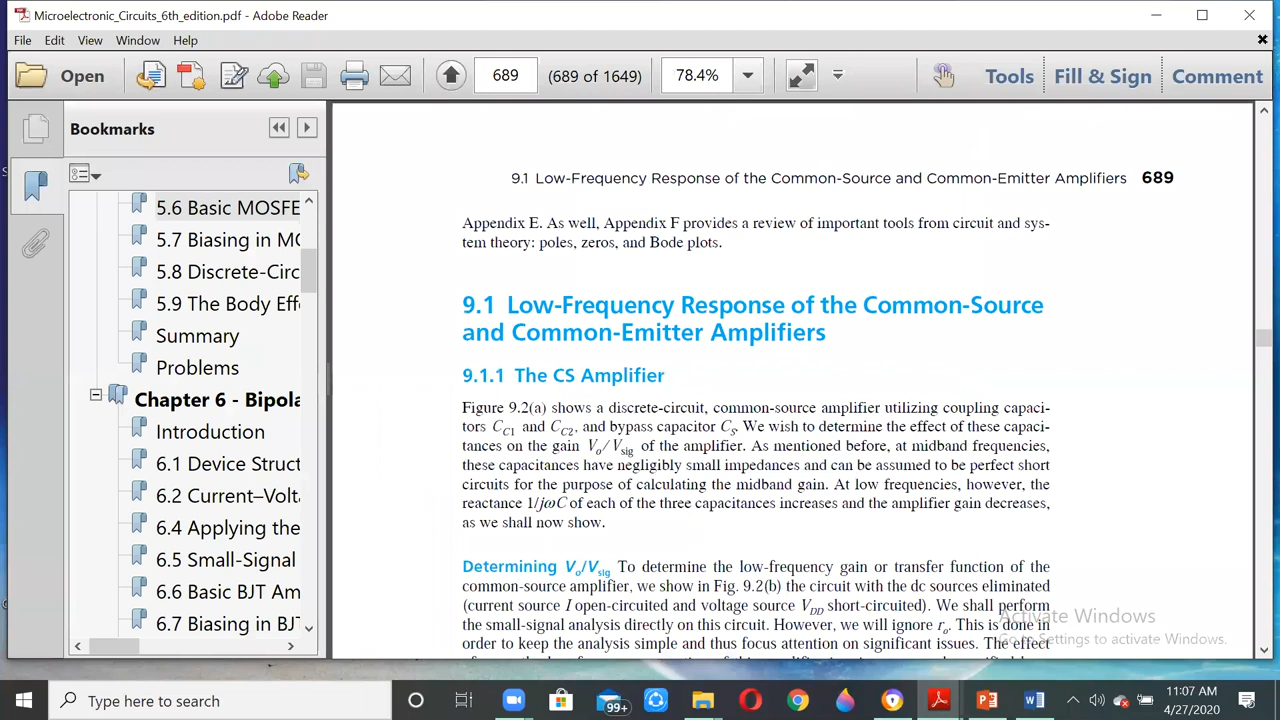 Microelectronic_Circuits_6th_edition.pdf - Adobe Reader
File Edit View Window Help
Open 689 (689 of 1649) 78.4% Tools Fill & Sign Comment
Bookmarks
5.6 Basic MOSFE
5.7 Biasing in MO
5.8 Discrete-Circ
5.9 The Body Effe
Summary
Problems
Chapter 6 - Bipola
Introduction
6.1 Device Struct
6.2 Current–Volta
6.4 Applying the
6.5 Small-Signal
6.6 Basic BJT Am
6.7 Biasing in BJT
9.1 Low-Frequency Response of the Common-Source and Common-Emitter Amplifiers 689
Appendix E. As well, Appendix F provides a review of important tools from circuit and sys-
tem theory: poles, zeros, and Bode plots.
9.1 Low-Frequency Response of the Common-Source
and Common-Emitter Amplifiers
9.1.1 The CS Amplifier
Figure 9.2(a) shows a discrete-circuit, common-source amplifier utilizing coupling capaci-
tors C_C1 and C_C2, and bypass capacitor C_S. We wish to determine the effect of these capaci-
tances on the gain V_o/V_sig of the amplifier. As mentioned before, at midband frequencies,
these capacitances have negligibly small impedances and can be assumed to be perfect short
circuits for the purpose of calculating the midband gain. At low frequencies, however, the
reactance 1/jωC of each of the three capacitances increases and the amplifier gain decreases,
as we shall now show.
Determining V_o/V_sig To determine the low-frequency gain or transfer function of the
common-source amplifier, we show in Fig. 9.2(b) the circuit with the dc sources eliminated
(current source I open-circuited and voltage source V_DD short-circuited). We shall perform
the small-signal analysis directly on this circuit. However, we will ignore r_o. This is done in
order to keep the analysis simple and thus focus attention on significant issues. The effect
Activate Windows
Go to Settings to activate Windows.
Type here to search
99+
11:07 AM
4/27/2020